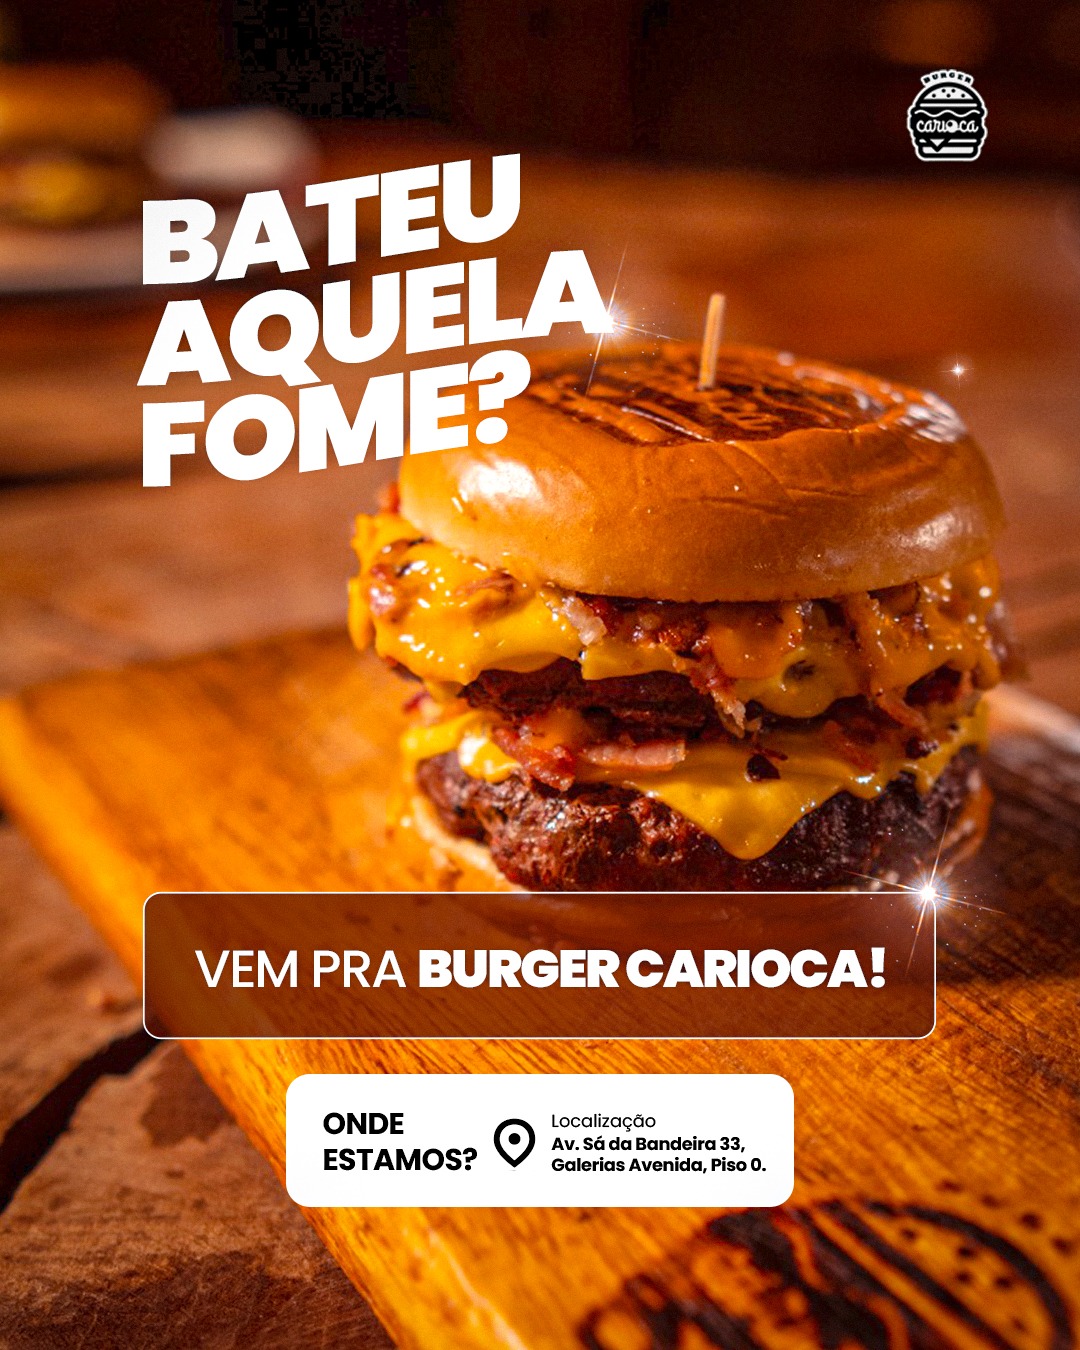 BURGER
carioca
BATEU
AQUELA
FOME?
VEM PRA BURGER CARIOCA!
ONDE
ESTAMOS?
Localização
Av. Sá da Bandeira 33,
Galerias Avenida, Piso 0.